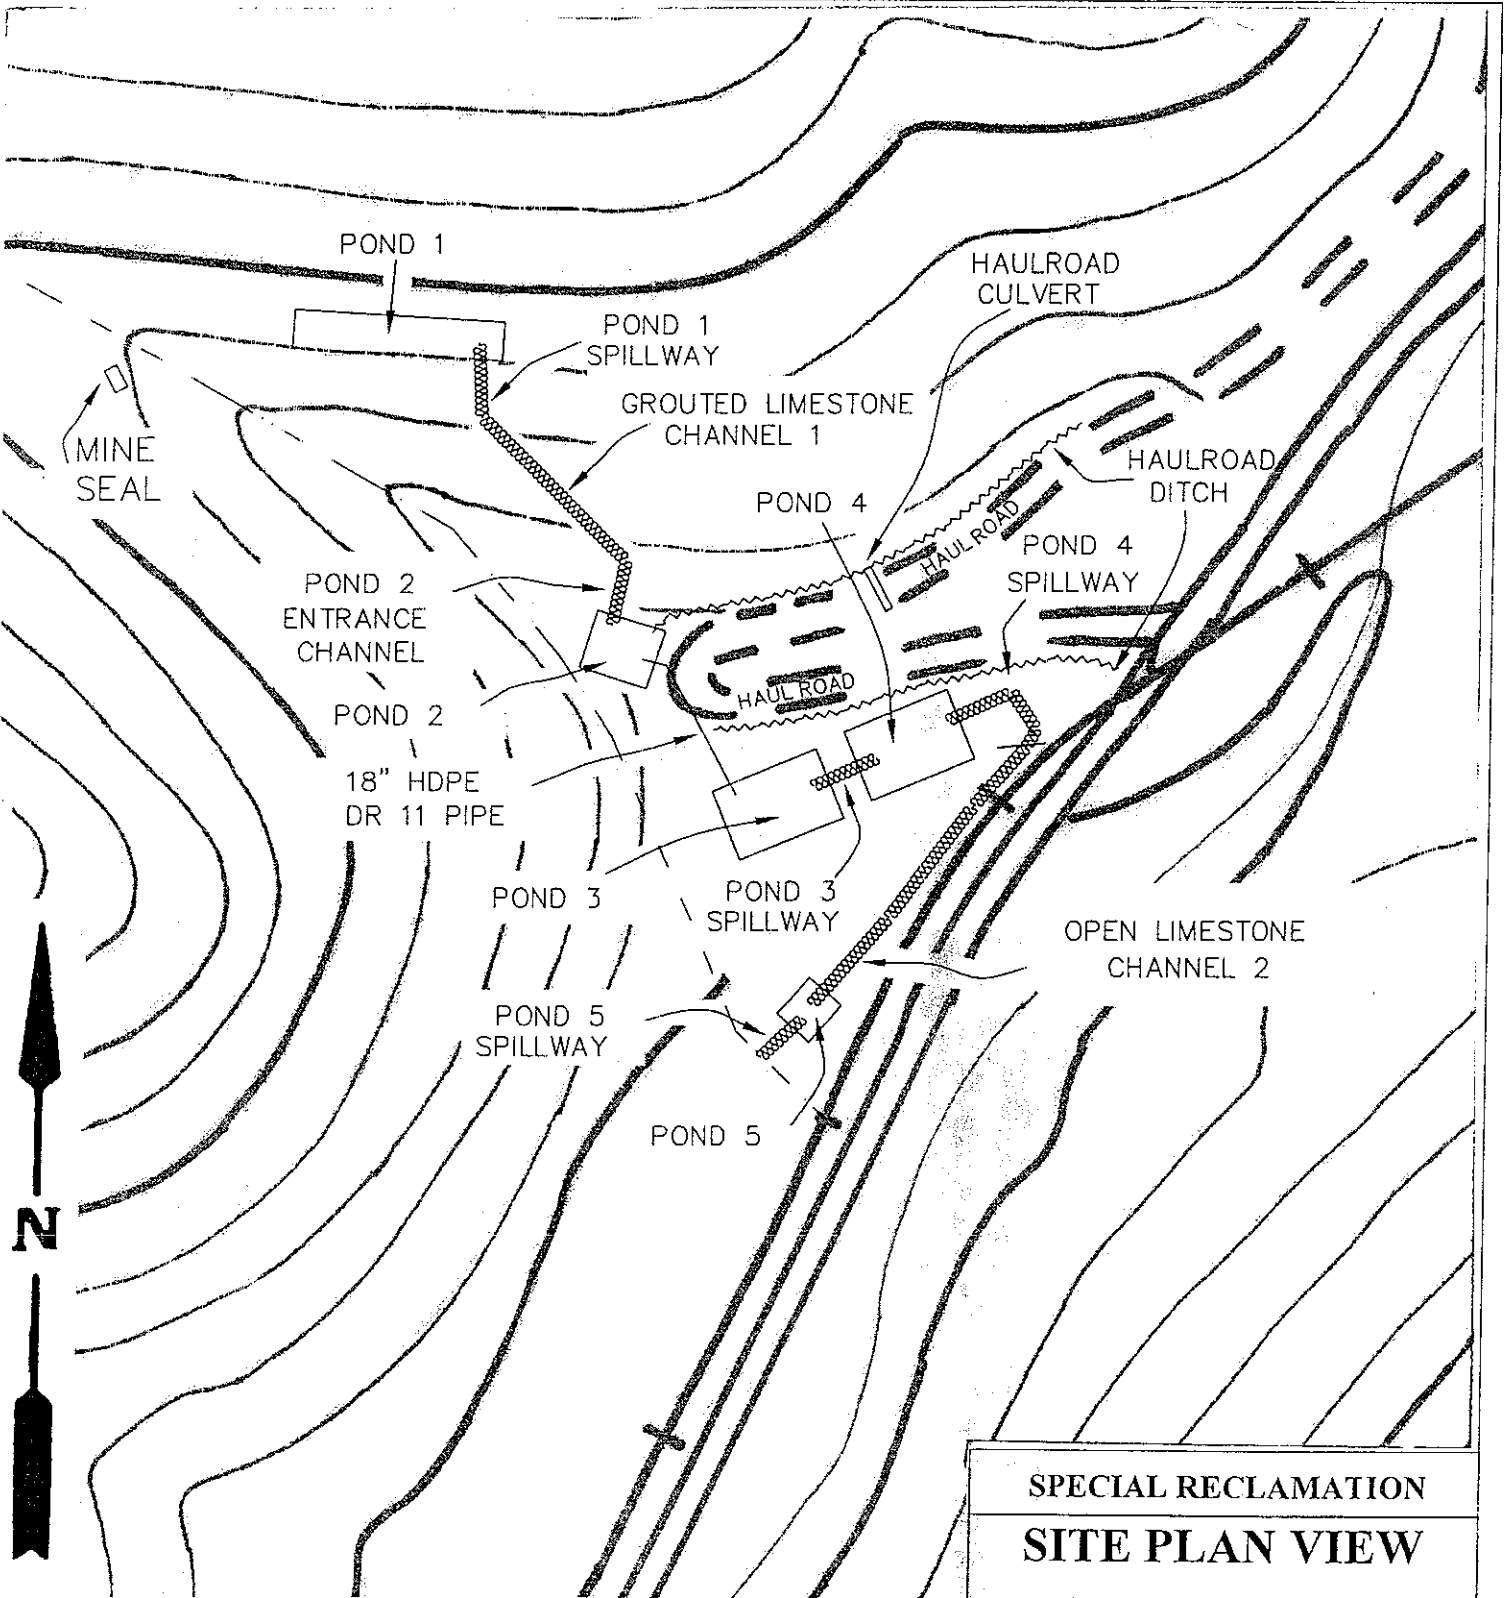 POND 1
HAULROAD
CULVERT
POND 1
SPILLWAY
GROUTED LIMESTONE
CHANNEL 1
MINE
SEAL
HAULROAD
DITCH
POND 4
HAULROAD
POND 4
SPILLWAY
POND 2
ENTRANCE
CHANNEL
HAUL ROAD
POND 2
18" HDPE
DR 11 PIPE
POND 3
POND 3
SPILLWAY
OPEN LIMESTONE
CHANNEL 2
POND 5
SPILLWAY
POND 5
N
SPECIAL RECLAMATION
SITE PLAN VIEW